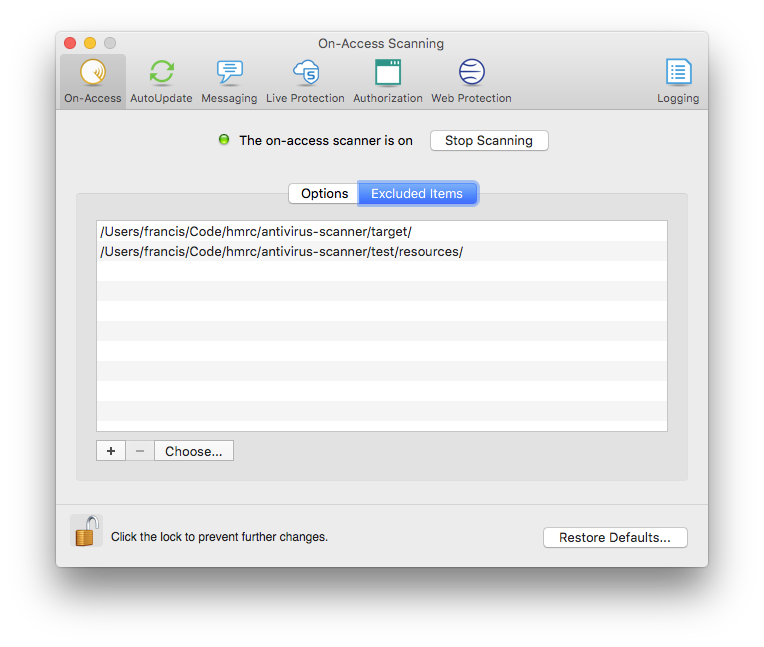 On-Access Scanning
On-Access AutoUpdate Messaging Live Protection Authorization Web Protection Logging
The on-access scanner is on Stop Scanning
Options Excluded Items
/Users/francis/Code/hmrc/antivirus-scanner/target/
/Users/francis/Code/hmrc/antivirus-scanner/test/resources/
+ − Choose...
Click the lock to prevent further changes. Restore Defaults...